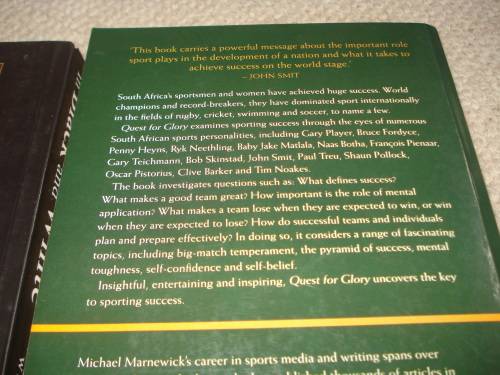 'This book carries a powerful message about the important role
sport plays in the development of a nation and what it takes to
achieve success on the world stage.'
– JOHN SMIT
South Africa's sportsmen and women have achieved huge success. World
champions and record-breakers, they have dominated sport internationally
in the fields of rugby, cricket, swimming and soccer, to name a few.
Quest for Glory examines sporting success through the eyes of numerous
South African sports personalities, including Gary Player, Bruce Fordyce,
Penny Heyns, Ryk Neethling, Baby Jake Matlala, Naas Botha, François Pienaar,
Gary Teichmann, Bob Skinstad, John Smit, Paul Treu, Shaun Pollock,
Oscar Pistorius, Clive Barker and Tim Noakes.
The book investigates questions such as: What defines success?
What makes a good team great? How important is the role of mental
application? What makes a team lose when they are expected to win, or win
when they are expected to lose? How do successful teams and individuals
plan and prepare effectively? In doing so, it considers a range of fascinating
topics, including big-match temperament, the pyramid of success, mental
toughness, self-confidence and self-belief.
Insightful, entertaining and inspiring, Quest for Glory uncovers the key
to sporting success.
Michael Marnewick's career in sports media and writing spans over
thousands of articles in